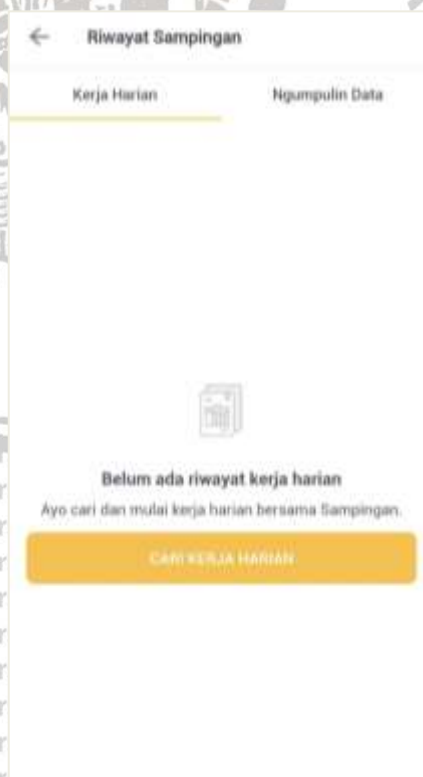 Riwayat Sampingan
Kerja Harian
Ngumpulin Data
Belum ada riwayat kerja harian
Ayo cari dan mulai kerja harian bersama Sampingan.
CARI KERJA HARIAN